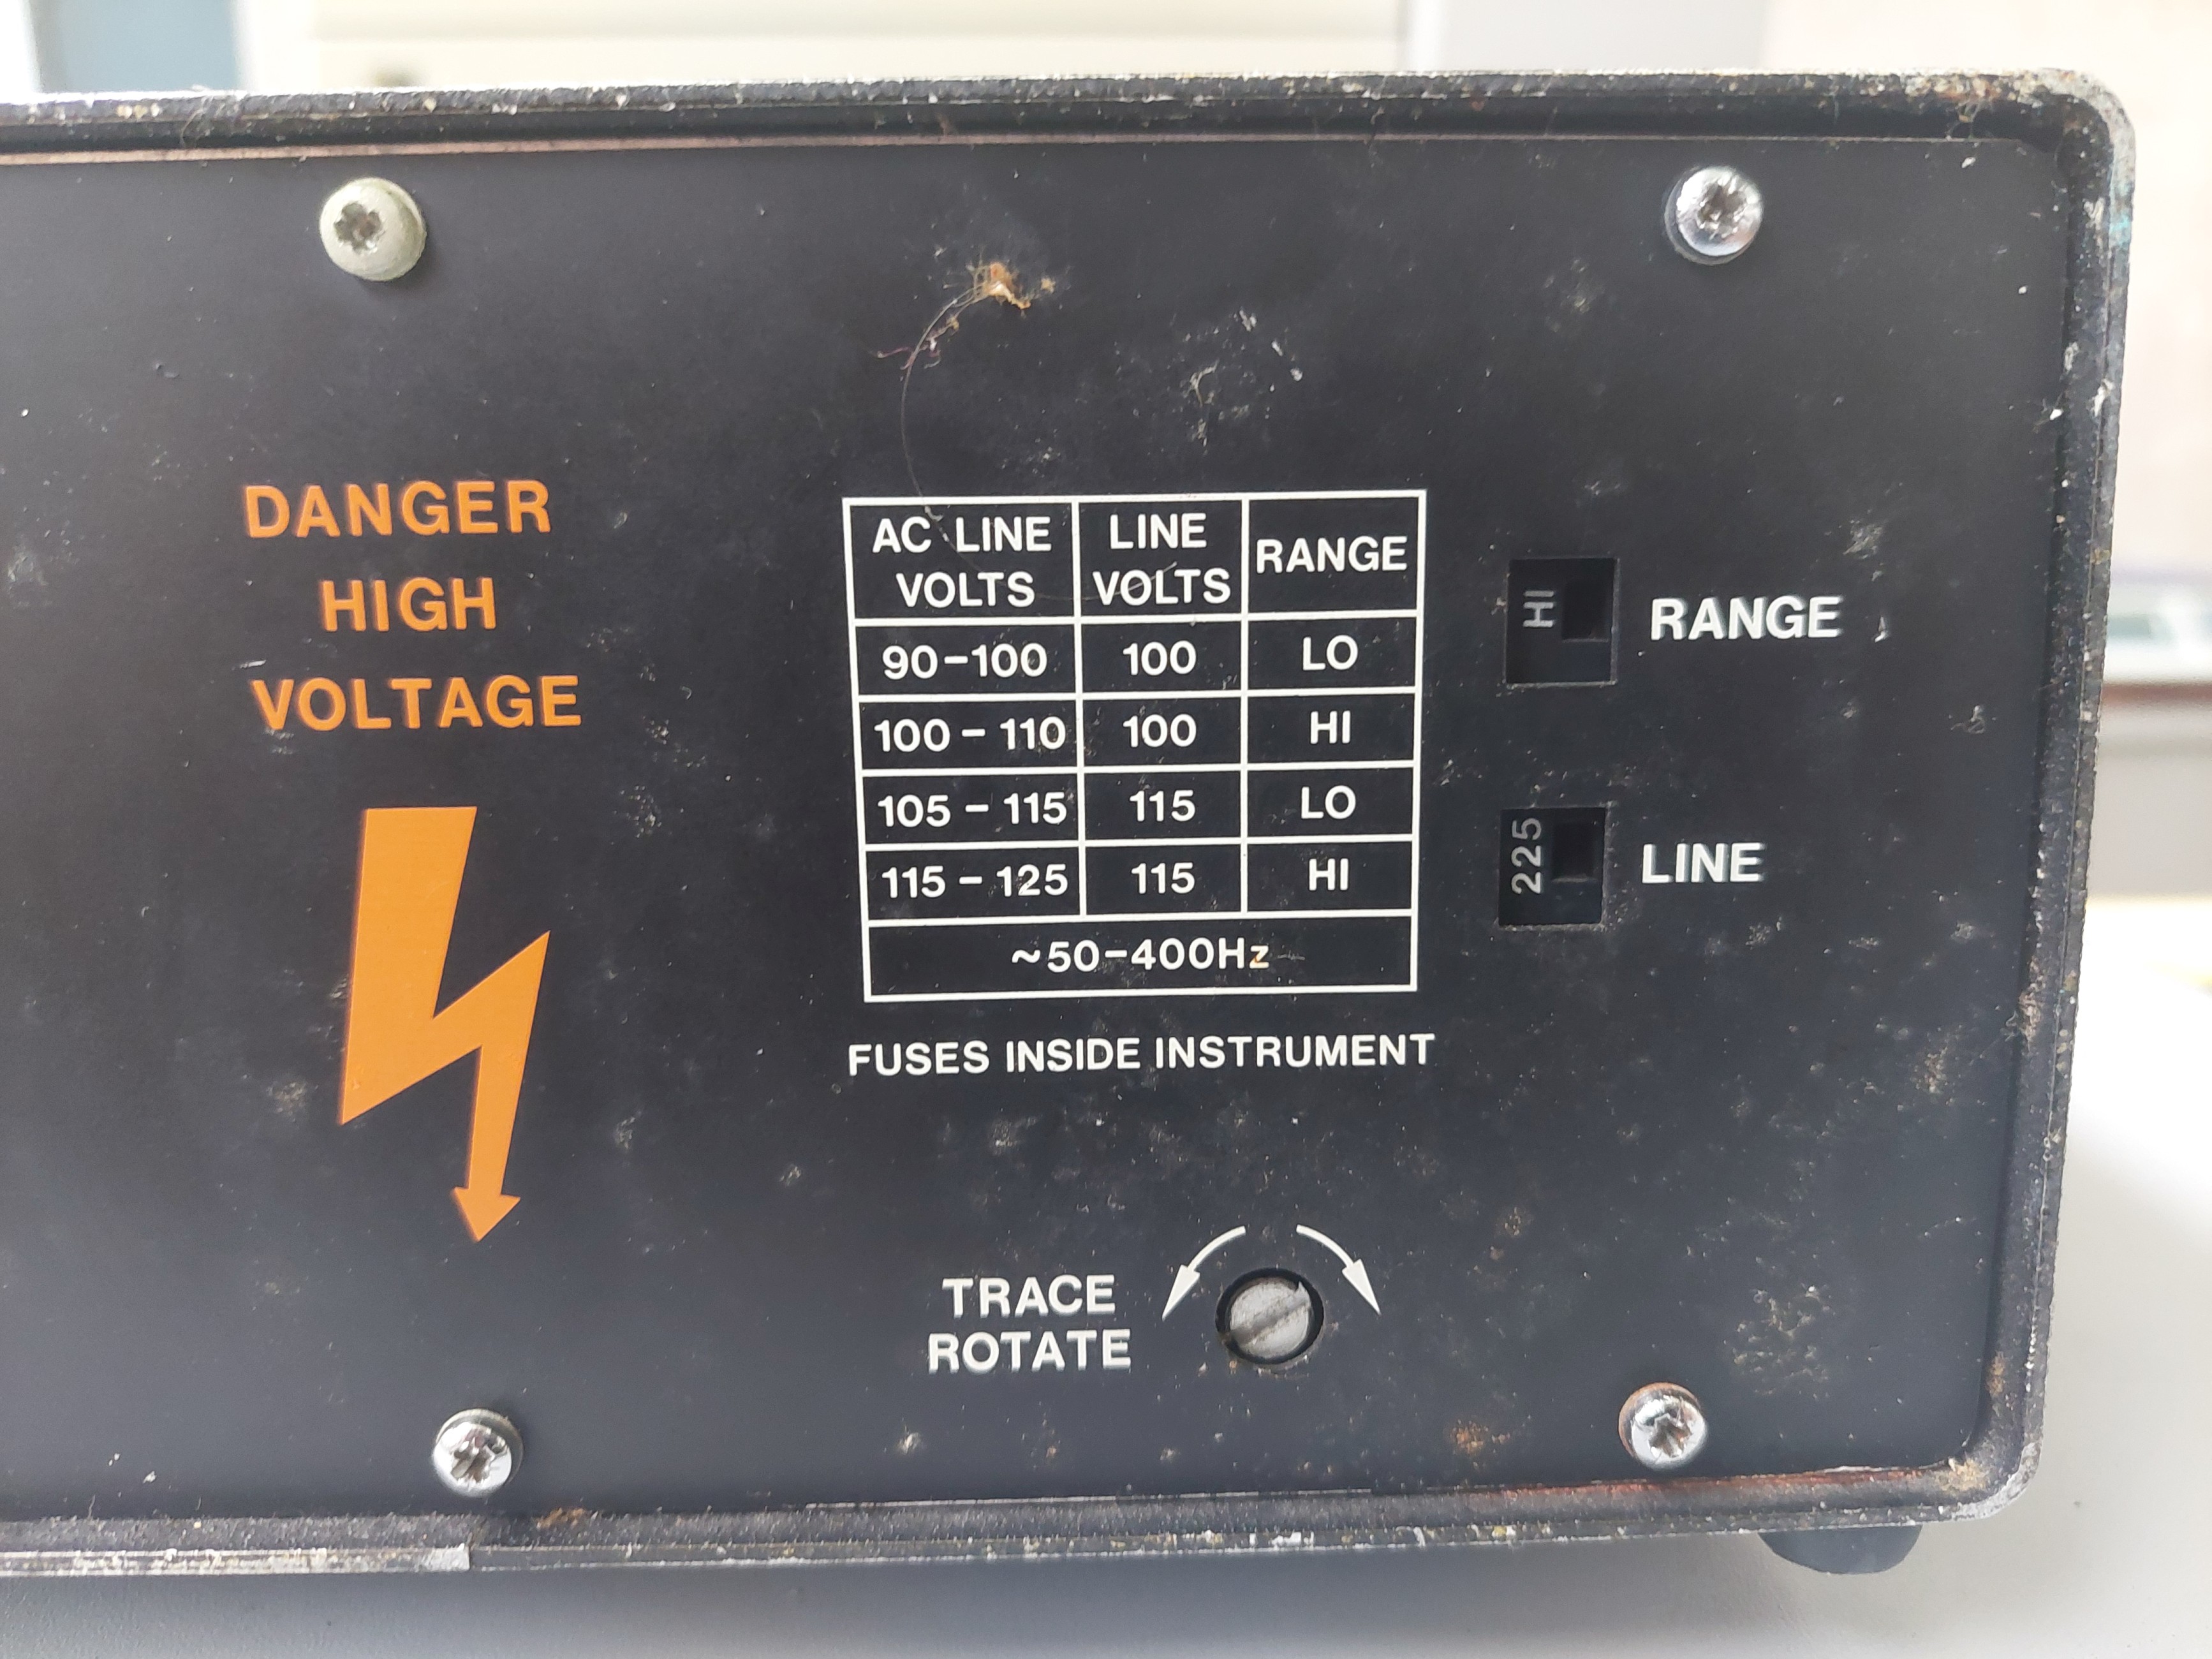 DANGER
HIGH
VOLTAGE
AC LINE VOLTS LINE VOLTS RANGE
90-100 100 LO
100 - 110 100 HI
105 - 115 115 LO
115 - 125 115 HI
~50-400Hz
FUSES INSIDE INSTRUMENT
HI RANGE
225 LINE
TRACE
ROTATE